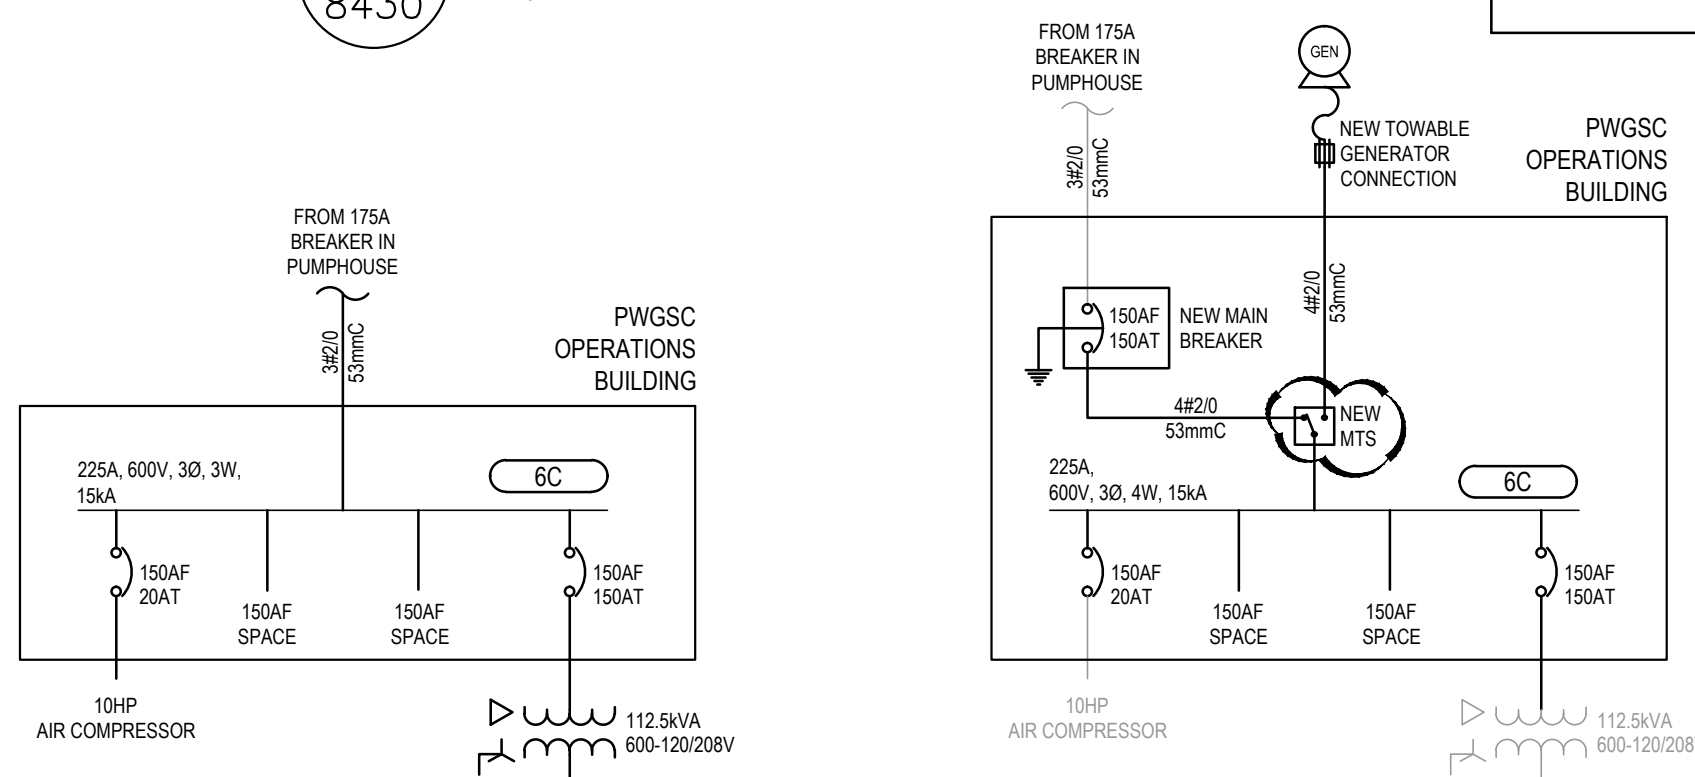 8430
FROM 175A
BREAKER IN
PUMPHOUSE
3#2/0
53mmC
PWGSC
OPERATIONS
BUILDING
225A, 600V, 3Ø, 3W,
15kA
6C
150AF
20AT
150AF
SPACE
150AF
SPACE
150AF
150AT
10HP
AIR COMPRESSOR
112.5kVA
600-120/208V
FROM 175A
BREAKER IN
PUMPHOUSE
3#2/0
53mmC
GEN
NEW TOWABLE
GENERATOR
CONNECTION
PWGSC
OPERATIONS
BUILDING
4#2/0
53mmC
150AF
150AT
NEW MAIN
BREAKER
4#2/0
53mmC
NEW
MTS
225A,
600V, 3Ø, 4W, 15kA
6C
150AF
20AT
150AF
SPACE
150AF
SPACE
150AF
150AT
10HP
AIR COMPRESSOR
112.5kVA
600-120/208